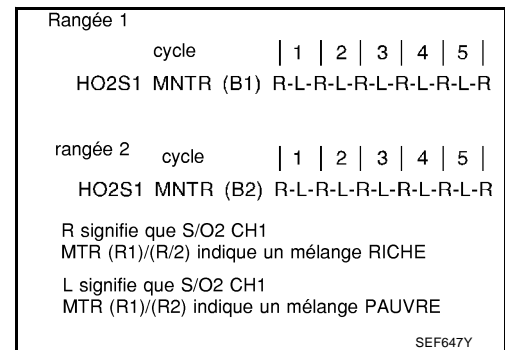 Rangée 1
cycle | 1 | 2 | 3 | 4 | 5 |
HO2S1 MNTR (B1) R-L-R-L-R-L-R-L-R-L-R
rangée 2 cycle | 1 | 2 | 3 | 4 | 5 |
HO2S1 MNTR (B2) R-L-R-L-R-L-R-L-R-L-R
R signifie que S/O2 CH1
MTR (R1)/(R/2) indique un mélange RICHE
L signifie que S/O2 CH1
MTR (R1)/(R2) indique un mélange PAUVRE
SEF647Y